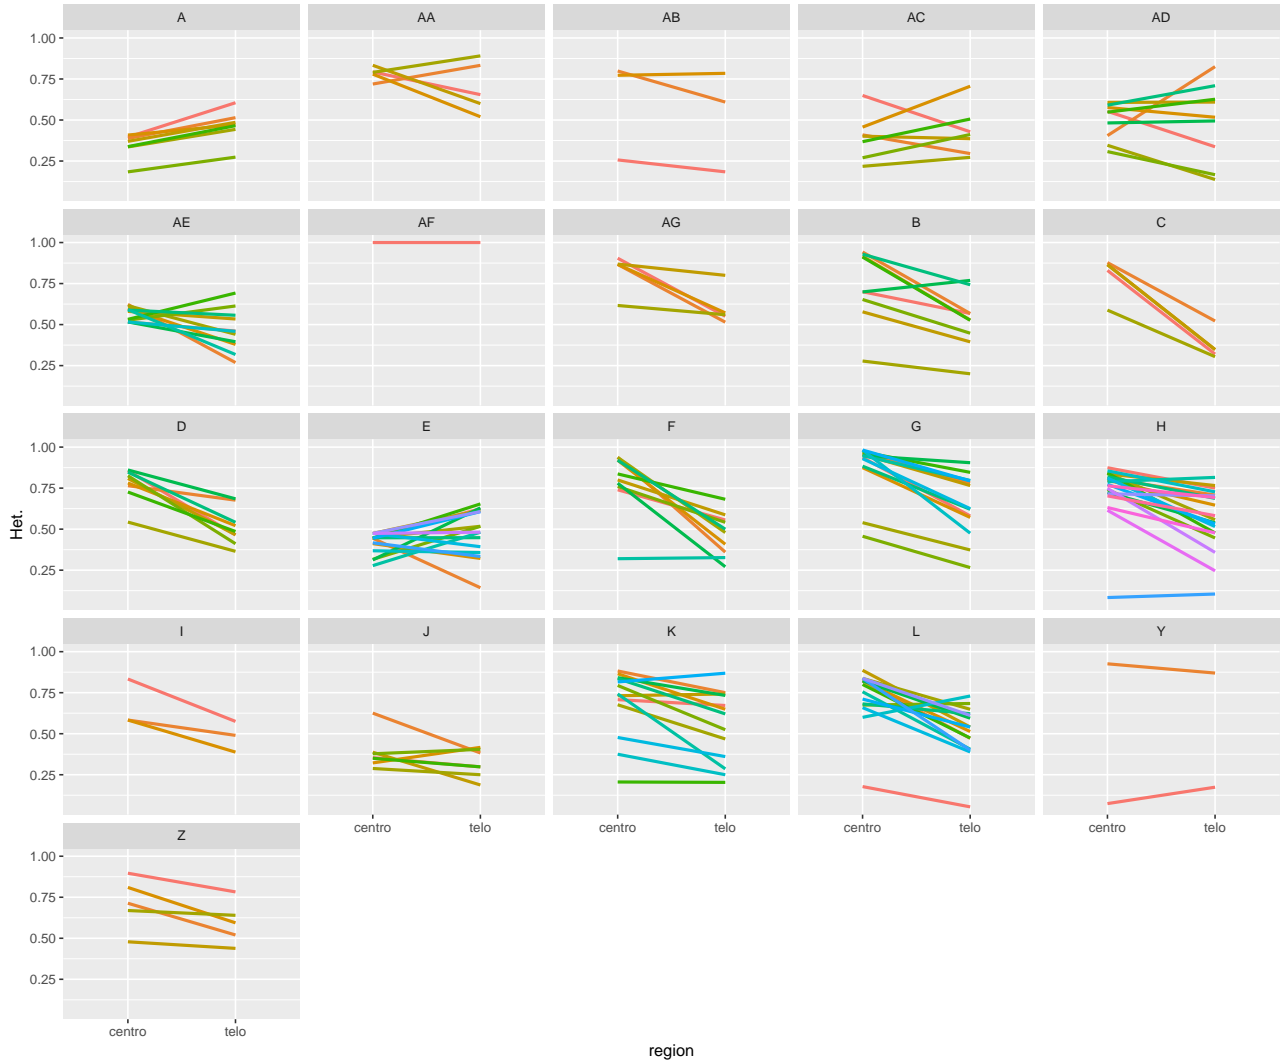 A AA AB AC AD
1.00
0.75
0.50
0.25
AE AF AG B C
1.00
0.75
0.50
0.25
D E F G H
1.00
0.75
0.50
0.25
Het.
I J K L Y
1.00
0.75
0.50
0.25
centro telo centro telo centro telo centro telo
Z
1.00
0.75
0.50
0.25
centro telo
region